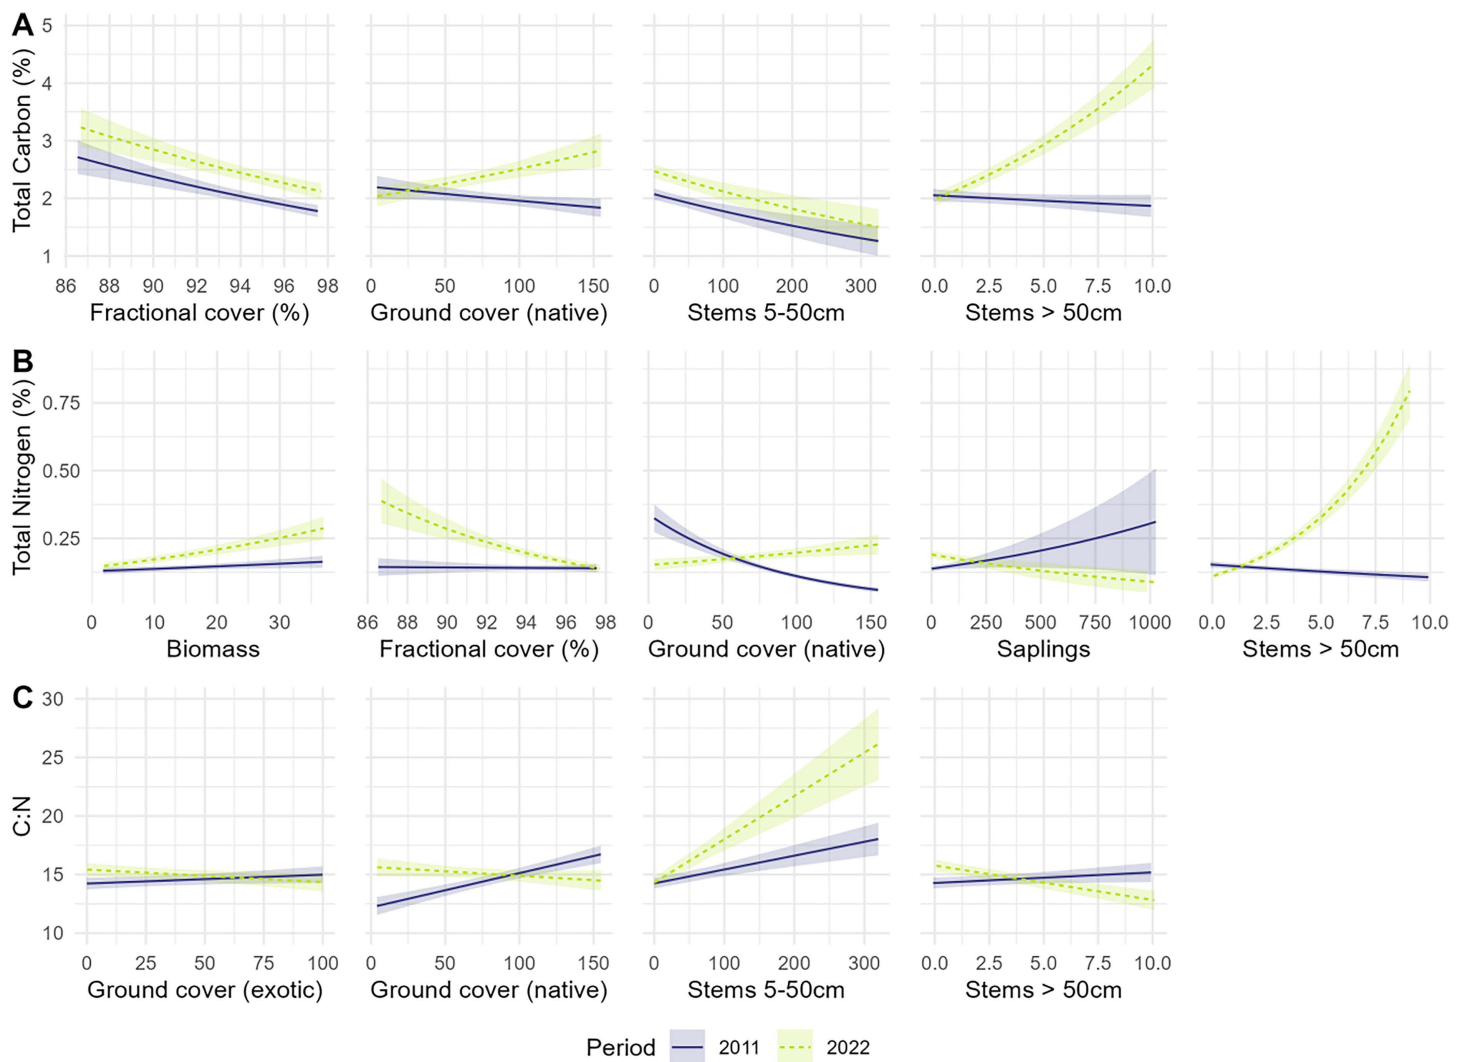 A
Total Carbon (%)
5
4
3
2
1
86 88 90 92 94 96 98
0 50 100 150
0 100 200 300
0.0 2.5 5.0 7.5 10.0
Fractional cover (%)
Ground cover (native)
Stems 5-50cm
Stems > 50cm
B
Total Nitrogen (%)
0.75
0.50
0.25
0 10 20 30
86 88 90 92 94 96 98
0 50 100 150
0 250 500 750 1000
0.0 2.5 5.0 7.5 10.0
Biomass
Fractional cover (%)
Ground cover (native)
Saplings
Stems > 50cm
C
C:N
30
25
20
15
10
0 25 50 75 100
0 50 100 150
0 100 200 300
0.0 2.5 5.0 7.5 10.0
Ground cover (exotic)
Ground cover (native)
Stems 5-50cm
Stems > 50cm
Period 2011 2022